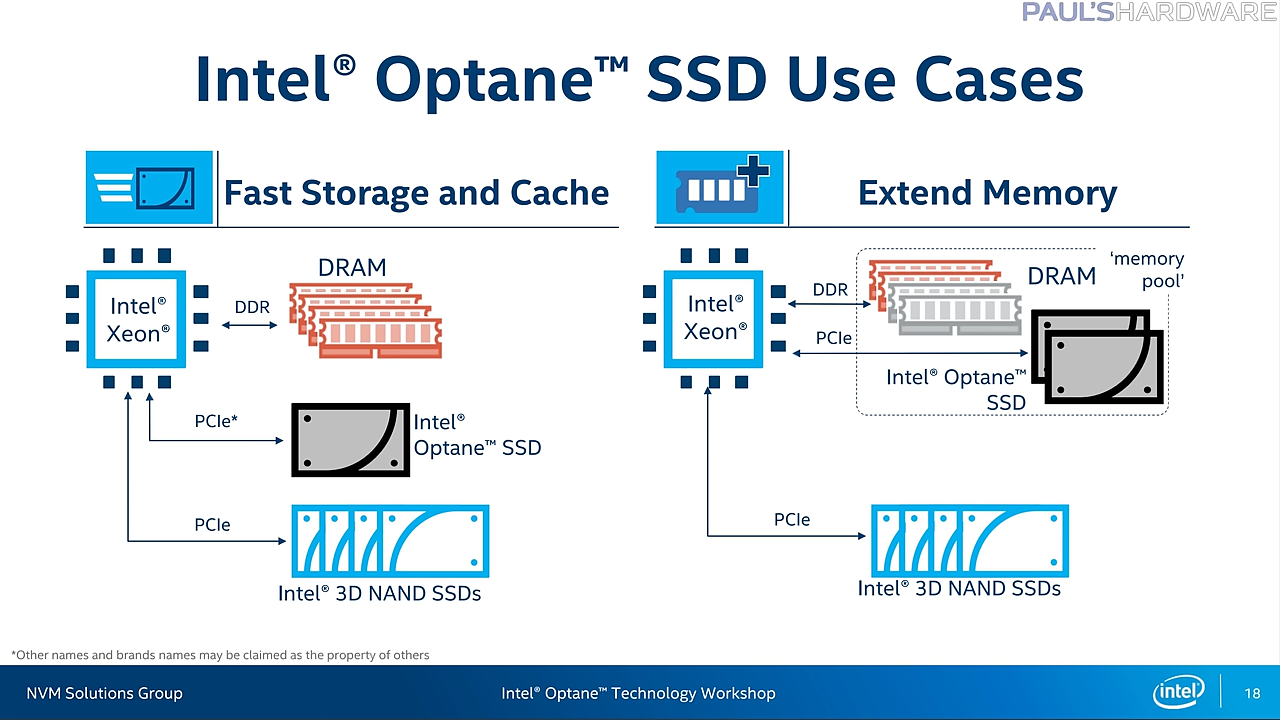 PAUL'SHARDWARE
Intel® Optane™ SSD Use Cases
Fast Storage and Cache
DRAM
Intel®
Xeon®
DDR
PCIe*
Intel®
Optane™ SSD
PCIe
Intel® 3D NAND SSDs
Extend Memory
‘memory
pool’
DRAM
Intel®
Xeon®
DDR
PCIe
Intel® Optane™
SSD
PCIe
Intel® 3D NAND SSDs
*Other names and brands names may be claimed as the property of others
NVM Solutions Group
Intel® Optane™ Technology Workshop
intel
18